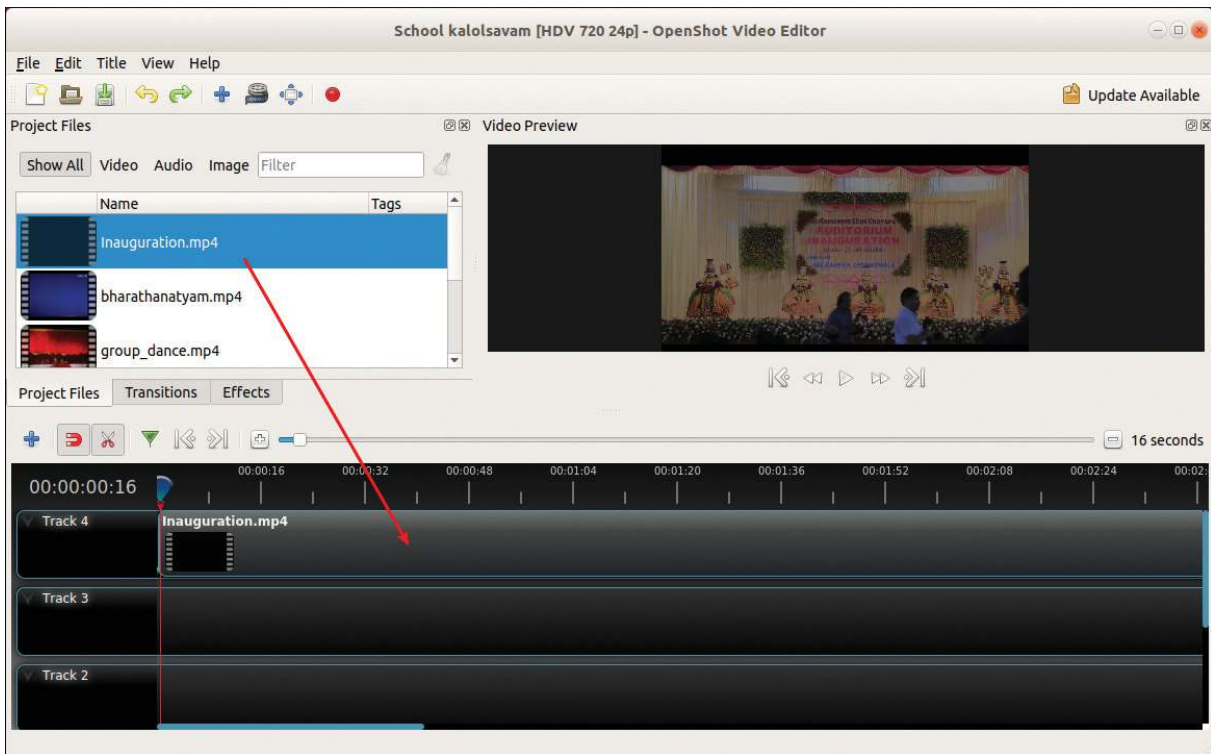 School kalolsavam [HDV 720 24p] - OpenShot Video Editor
File Edit Title View Help
Update Available
Project Files
Video Preview
Show All Video Audio Image Filter
Name Tags
Inauguration.mp4
bharathanatyam.mp4
group_dance.mp4
AUDITORIUM
INAUGURATION
Project Files Transitions Effects
16 seconds
00:00:00:16
00:00:16 00:00:32 00:00:48 00:01:04 00:01:20 00:01:36 00:01:52 00:02:08 00:02:24 00:02:
Track 4
Inauguration.mp4
Track 3
Track 2